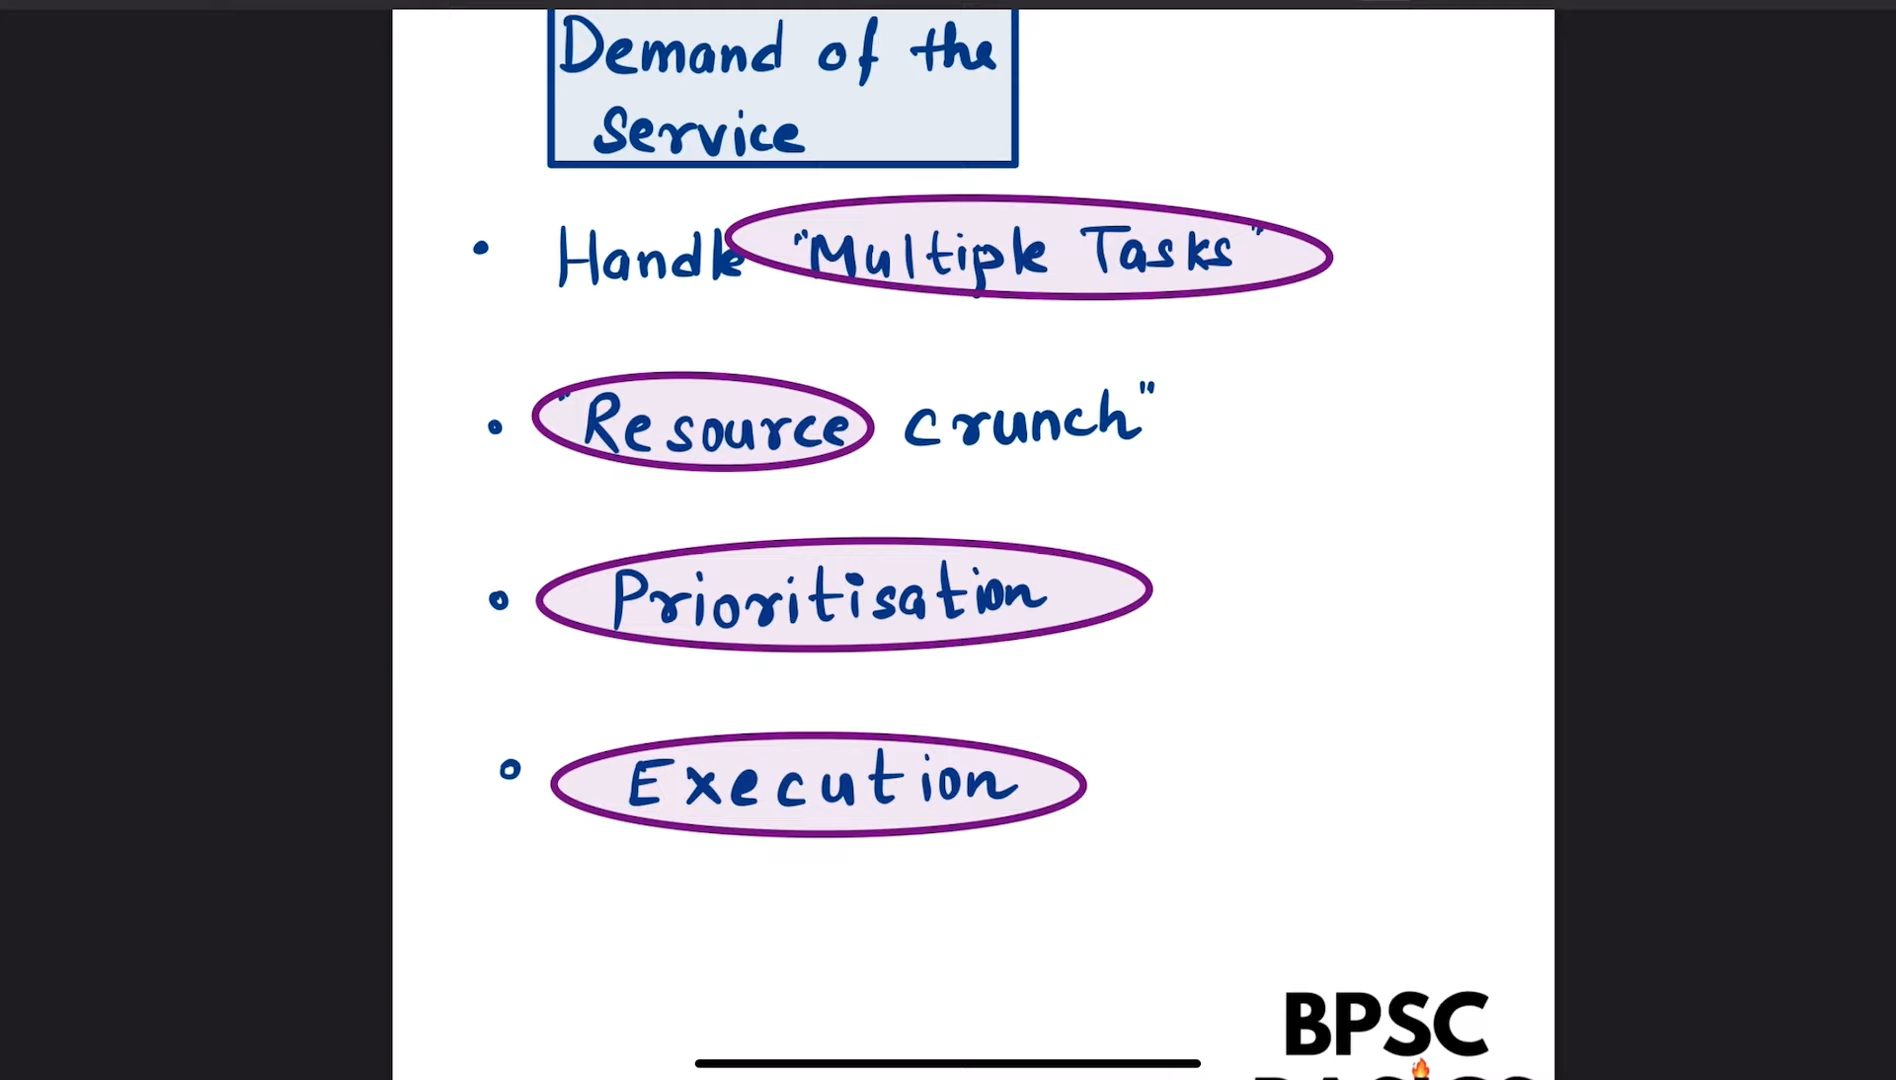 Demand of the
Service
• Handle "Multiple Tasks"
• "Resource crunch"
• Prioritisation
• Execution
BPSC